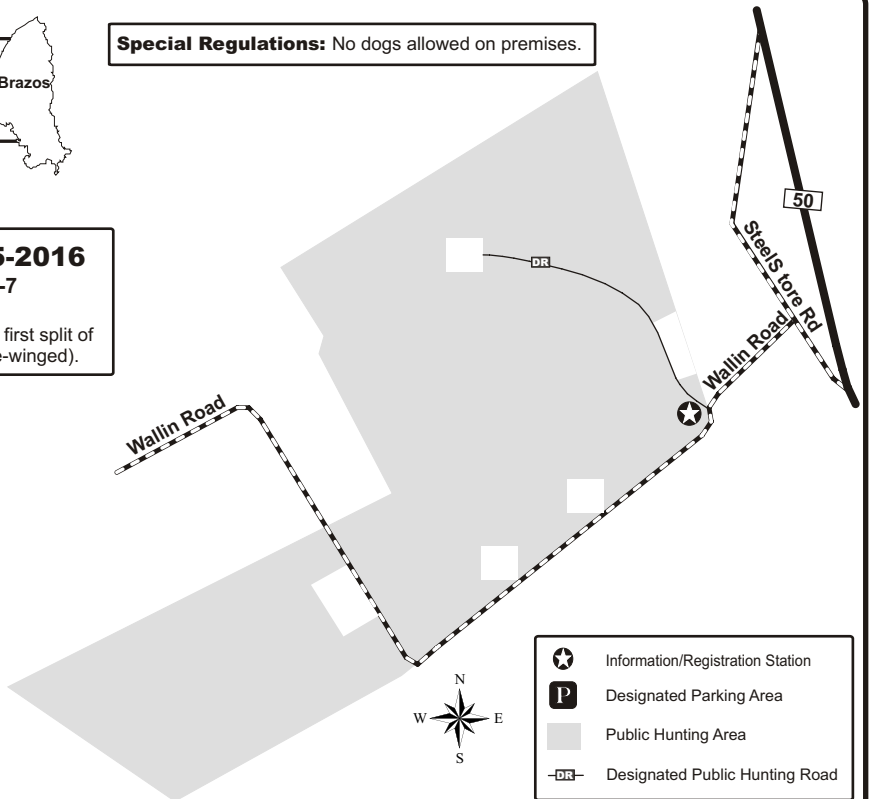 Special Regulations: No dogs allowed on premises.
Brazos
-2016
-7
first split of
-winged).
50
SteelS tore Rd
Wallin Road
DR
Wallin Road
N
W
E
S
Information/Registration Station
P
Designated Parking Area
Public Hunting Area
DR
Designated Public Hunting Road